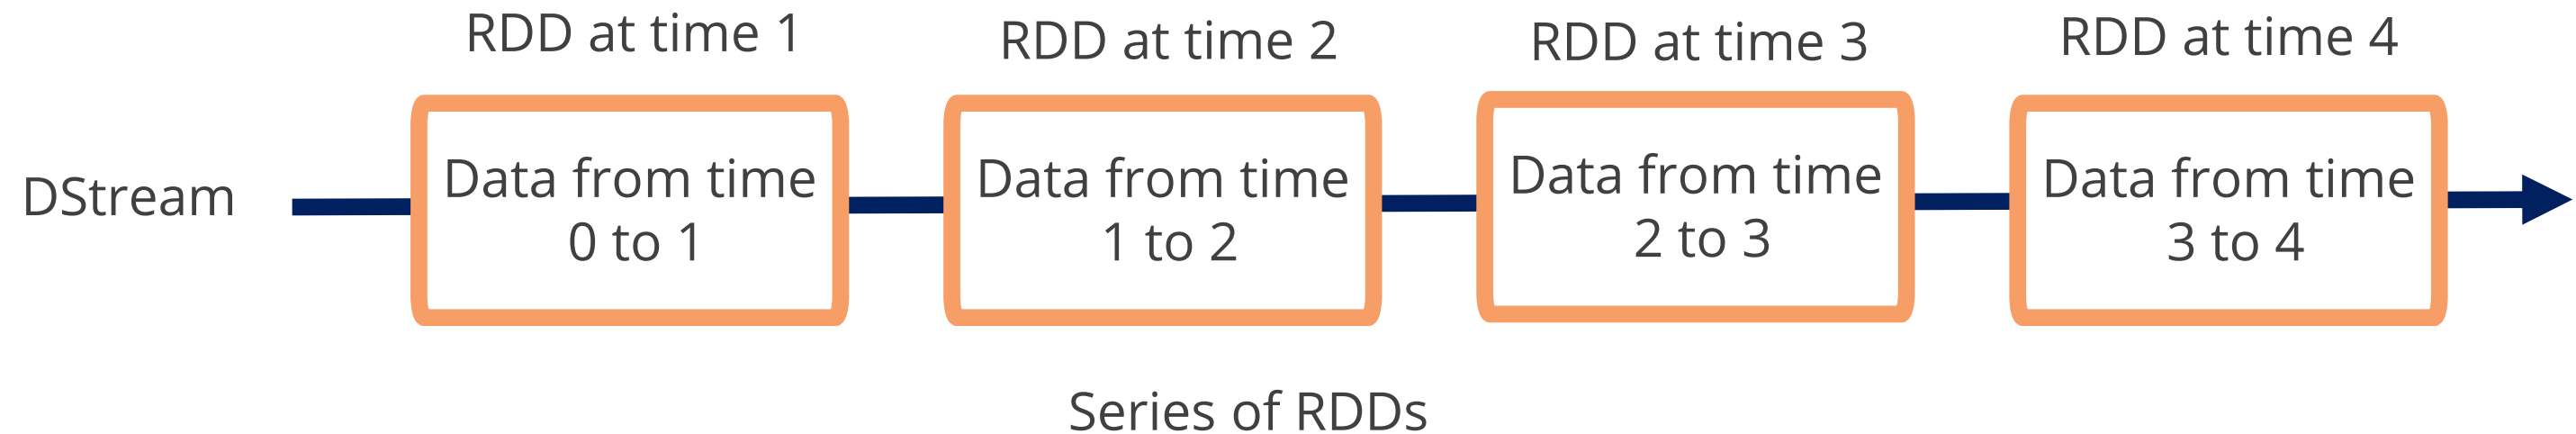 RDD at time 1
RDD at time 2
RDD at time 3
RDD at time 4
DStream
Data from time
0 to 1
Data from time
1 to 2
Data from time
2 to 3
Data from time
3 to 4
Series of RDDs